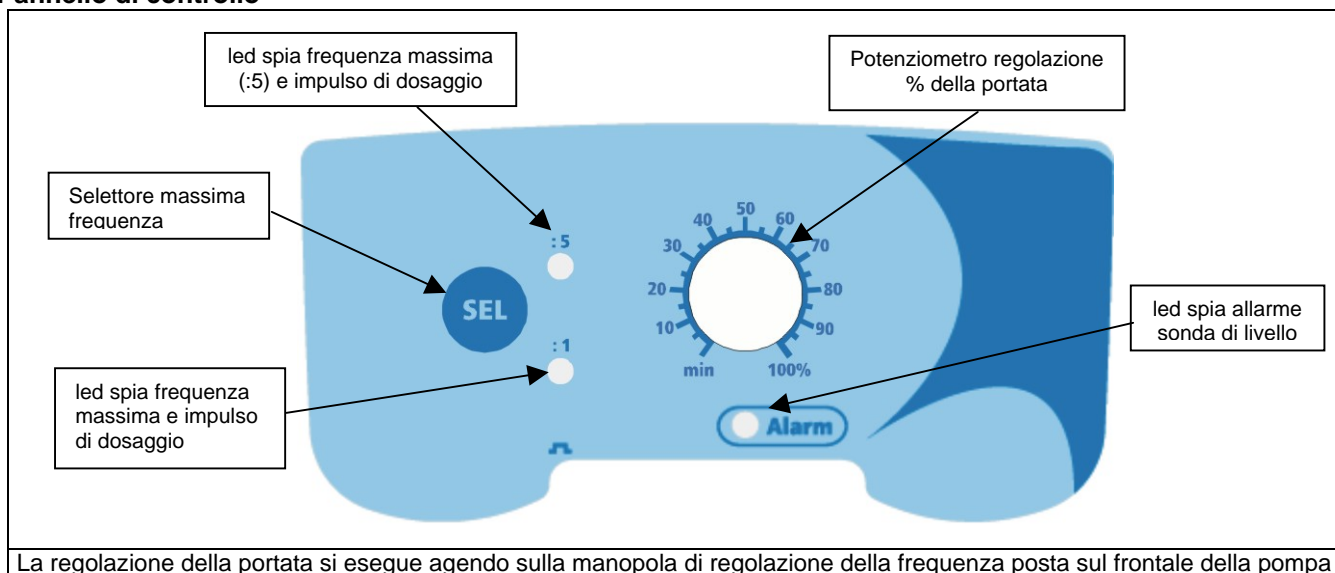 Pannello di controllo
led spia frequenza massima
(:5) e impulso di dosaggio
Potenziometro regolazione
% della portata
Selettore massima
frequenza
: 5
SEL
: 1
min
10
20
30
40
50
60
70
80
90
100%
led spia allarme
sonda di livello
led spia frequenza
massima e impulso
di dosaggio
Alarm
La regolazione della portata si esegue agendo sulla manopola di regolazione della frequenza posta sul frontale della pompa